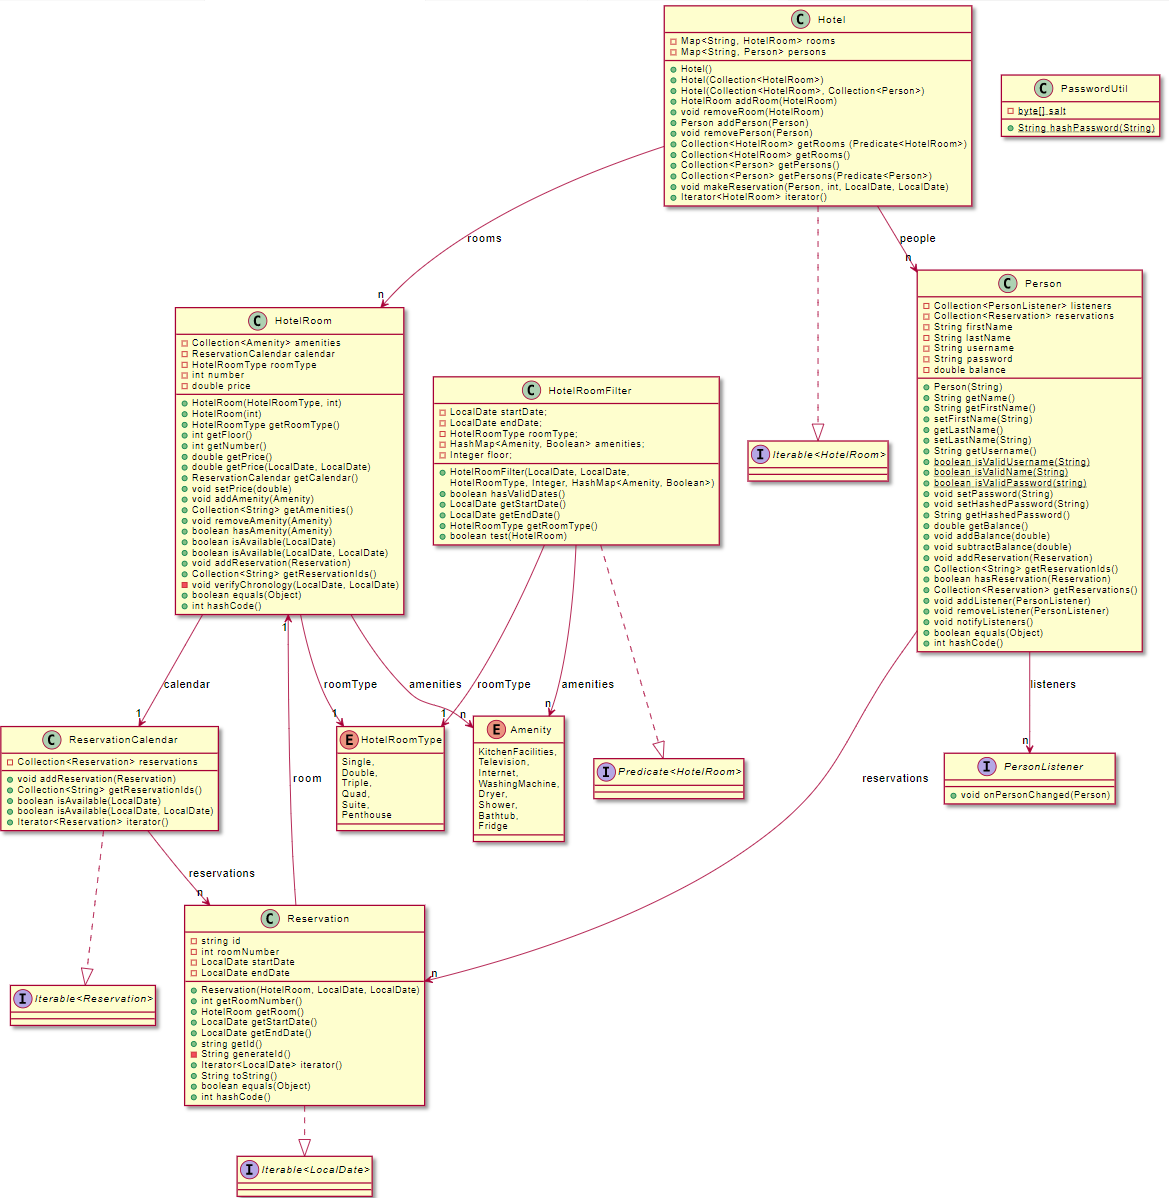 Hotel
Map<String, HotelRoom> rooms
Map<String, Person> persons
Hotel()
Hotel(Collection<HotelRoom>)
Hotel(Collection<HotelRoom>, Collection<Person>)
HotelRoom addRoom(HotelRoom)
void removeRoom(HotelRoom)
Person addPerson(Person)
void removePerson(Person)
Collection<HotelRoom> getRooms (Predicate<HotelRoom>)
Collection<HotelRoom> getRooms()
Collection<Person> getPersons()
Collection<Person> getPersons(Predicate<Person>)
void makeReservation(Person, int, LocalDate, LocalDate)
Iterator<HotelRoom> iterator()
C
PasswordUtil
C
byte[] salt
String hashPassword(String)
rooms
n
people
n
C
HotelRoom
Collection<Amenity> amenities
ReservationCalendar calendar
HotelRoomType roomType
int number
double price
HotelRoom(HotelRoomType, int)
HotelRoom(int)
HotelRoomType getRoomType()
int getFloor()
int getNumber()
double getPrice()
double getPrice(LocalDate, LocalDate)
ReservationCalendar getCalendar()
void setPrice(double)
void addAmenity(Amenity)
Collection<String> getAmenities()
void removeAmenity(Amenity)
boolean hasAmenity(Amenity)
boolean isAvailable(LocalDate)
boolean isAvailable(LocalDate, LocalDate)
void addReservation(Reservation)
Collection<String> getReservationIds()
void verifyChronology(LocalDate, LocalDate)
boolean equals(Object)
int hashCode()
C
HotelRoomFilter
LocalDate startDate;
LocalDate endDate;
HotelRoomType roomType;
HashMap<Amenity, Boolean> amenities;
Integer floor;
HotelRoomFilter(LocalDate, LocalDate,
HotelRoomType, Integer, HashMap<Amenity, Boolean>)
boolean hasValidDates()
LocalDate getStartDate()
LocalDate getEndDate()
HotelRoomType getRoomType()
boolean test(HotelRoom)
I
Iterable<HotelRoom>
C
Person
Collection<PersonListener> listeners
Collection<Reservation> reservations
String firstName
String lastName
String username
String password
double balance
Person(String)
String getName()
String getFirstName()
setFirstName(String)
getLastName()
setLastName(String)
String getUsername()
boolean isValidUsername(String)
boolean isValidName(String)
boolean isValidPassword(string)
void setPassword(String)
void setHashedPassword(String)
String getHashedPassword()
double getBalance()
void addBalance(double)
void subtractBalance(double)
void addReservation(Reservation)
Collection<String> getReservationIds()
boolean hasReservation(Reservation)
Collection<Reservation> getReservations()
void addListener(PersonListener)
void removeListener(PersonListener)
void notifyListeners()
boolean equals(Object)
int hashCode()
1
calendar
1
roomType
1
amenities
n
roomType
1
amenities
n
listeners
n
C
ReservationCalendar
Collection<Reservation> reservations
void addReservation(Reservation)
Collection<String> getReservationIds()
boolean isAvailable(LocalDate)
boolean isAvailable(LocalDate, LocalDate)
Iterator<Reservation> iterator()
room
E
HotelRoomType
Single,
Double,
Triple,
Quad,
Suite,
Penthouse
E
Amenity
KitchenFacilities,
Television,
Internet,
WashingMachine,
Dryer,
Shower,
Bathtub,
Fridge
I
Predicate<HotelRoom>
reservations
I
PersonListener
void onPersonChanged(Person)
reservations
n
C
Reservation
string id
int roomNumber
LocalDate startDate
LocalDate endDate
Reservation(HotelRoom, LocalDate, LocalDate)
int getRoomNumber()
HotelRoom getRoom()
LocalDate getStartDate()
LocalDate getEndDate()
string getId()
String generateId()
Iterator<LocalDate> iterator()
String toString()
boolean equals(Object)
int hashCode()
n
I
Iterable<Reservation>
I
Iterable<LocalDate>